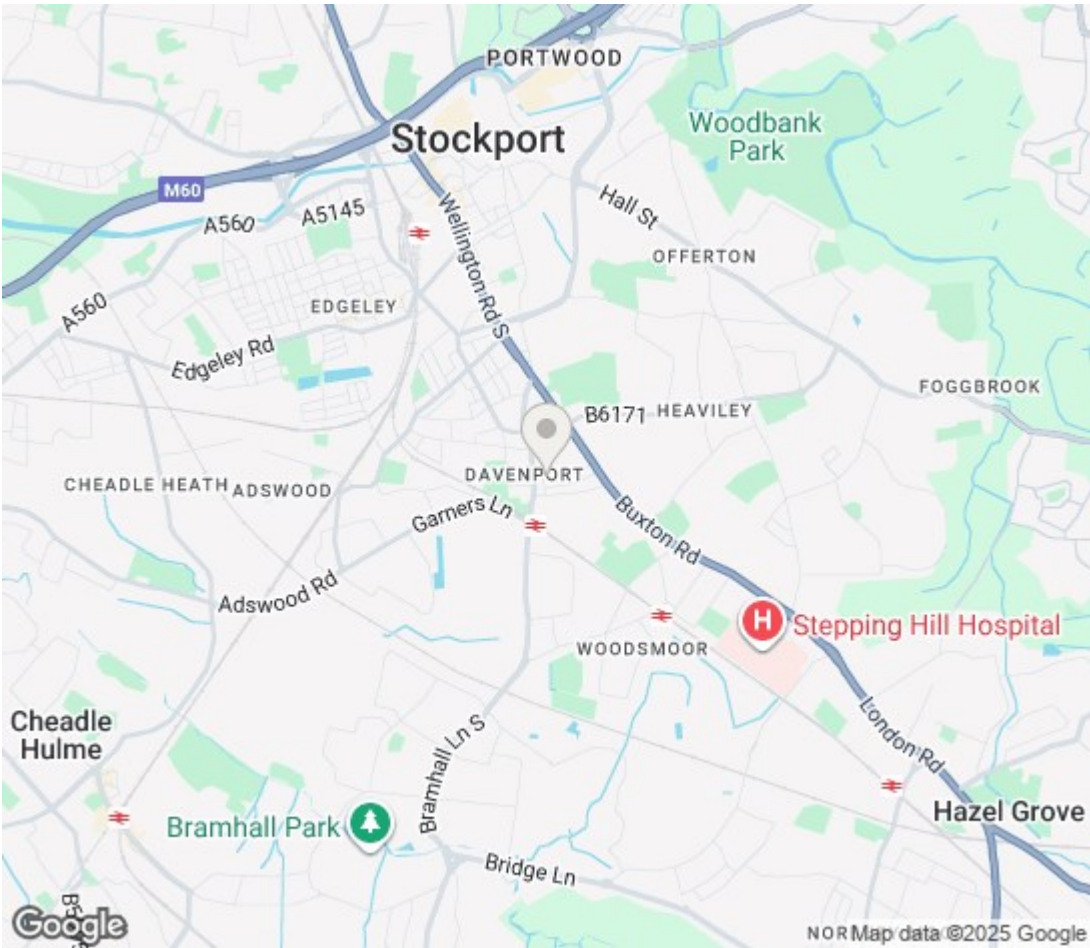 PORTWOOD
Stockport
Woodbank
Park
M60
A560
A5145
Hall St
Wellington Rd S
OFFERTON
EDGELEY
A560
Edgeley Rd
FOGGBROOK
B6171
HEAVILEY
DAVENPORT
CHEADLE HEATH
ADSWOOD
Garners Ln
Buxton Rd
Adswood Rd
H
Stepping Hill Hospital
WOODSMOOR
Cheadle
Hulme
Bramhall Ln S
London Rd
Hazel Grove
Bramhall Park
Bridge Ln
Google
Map data ©2025 Google